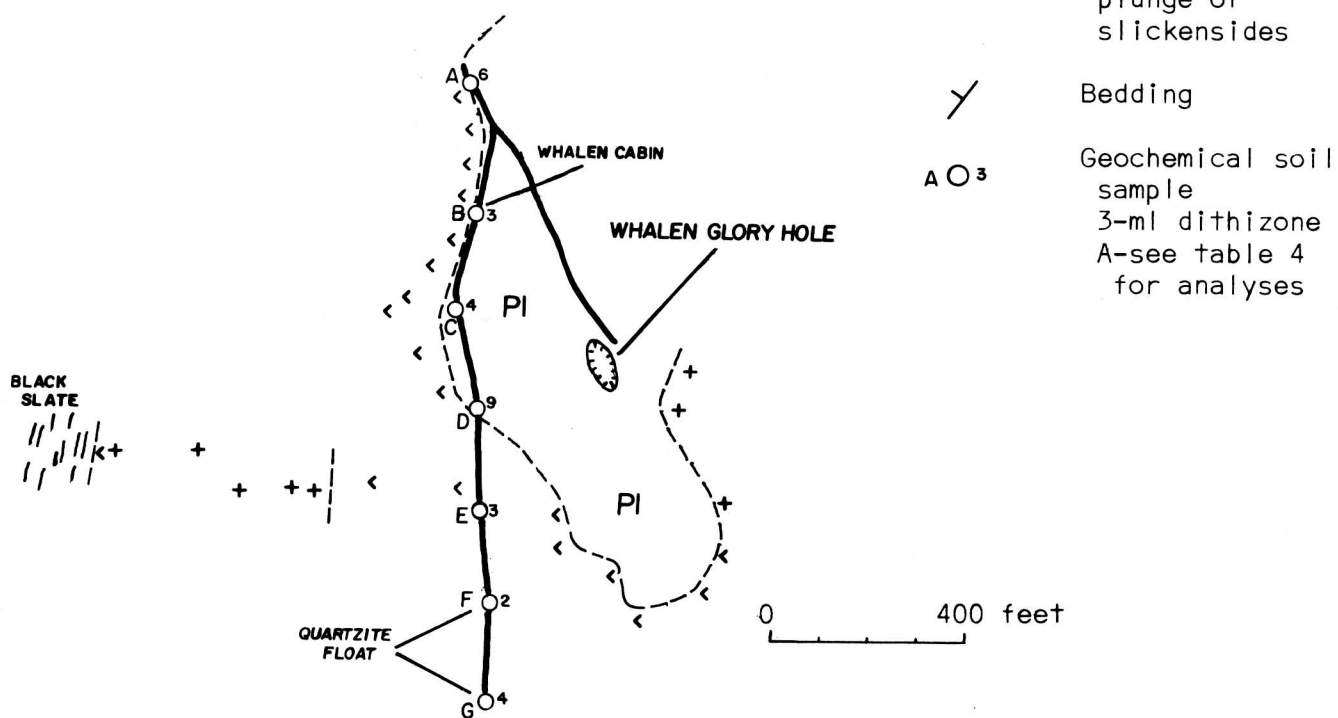 plunge of
slickensides
Bedding
A 3
Geochemical soil
sample
3-ml dithizone
A-see table 4
for analyses
A 6
WHALEN CABIN
B 3
WHALEN GLORY HOLE
C 4
Pl
BLACK
SLATE
D 9
E 3
Pl
F 2
QUARTZITE
FLOAT
G 4
0 400 feet